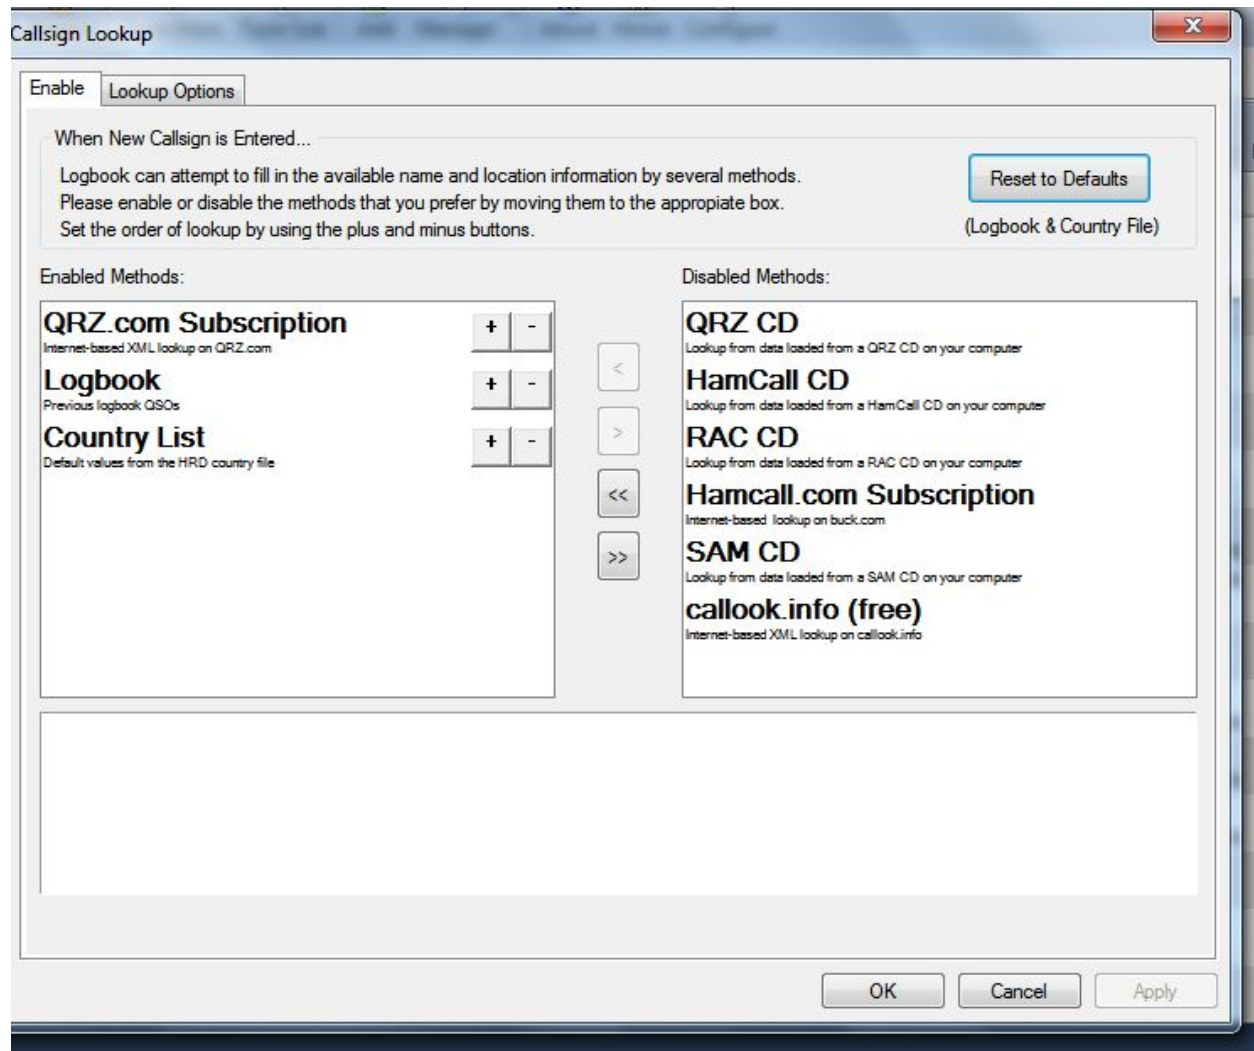 Callsign Lookup
Enable
Lookup Options
When New Callsign is Entered...
Logbook can attempt to fill in the available name and location information by several methods.
Please enable or disable the methods that you prefer by moving them to the appropiate box.
Set the order of lookup by using the plus and minus buttons.
Reset to Defaults
(Logbook & Country File)
Enabled Methods:
QRZ.com Subscription
Internet-based XML lookup on QRZ.com
+ -
Logbook
Previous logbook QSOs
+ -
Country List
Default values from the HRD country file
+ -
<
>
<<
>>
Disabled Methods:
QRZ CD
Lookup from data loaded from a QRZ CD on your computer
HamCall CD
Lookup from data loaded from a HamCall CD on your computer
RAC CD
Lookup from data loaded from a RAC CD on your computer
Hamcall.com Subscription
Internet-based lookup on buck.com
SAM CD
Lookup from data loaded from a SAM CD on your computer
callook.info (free)
Internet-based XML lookup on callook.info
OK
Cancel
Apply